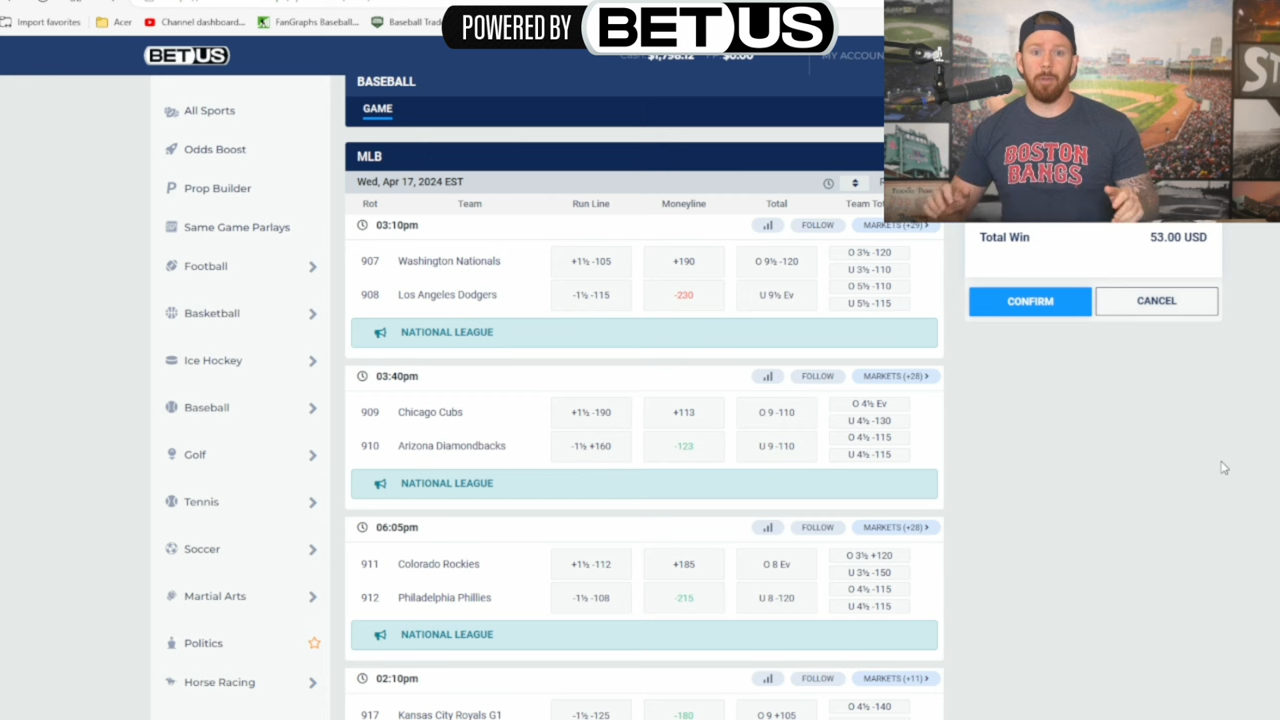 POWERED BY BETUS
Import favorites Acer Channel dashboard... FanGraphs Baseball... Baseball
BETUS
$1,798.12 $0.00 MY ACCOUN
BASEBALL
GAME
All Sports
Odds Boost
Prop Builder
Same Game Parlays
Football
Basketball
Ice Hockey
Baseball
Golf
Tennis
Soccer
Martial Arts
Politics
Horse Racing
MLB
Wed, Apr 17, 2024 EST
Rot Team Run Line Moneyline Total Team
03:10pm FOLLOW MARKETS (+29)
907 Washington Nationals +1½ -105 +190 O 9½ -120 O 3½ -120
U 3½ -110
908 Los Angeles Dodgers -1½ -115 -230 U 9½ Ev O 5½ -110
U 5½ -115
NATIONAL LEAGUE
03:40pm FOLLOW MARKETS (+28)
909 Chicago Cubs +1½ -190 +113 O 9 -110 O 4½ Ev
U 4½ -130
910 Arizona Diamondbacks -1½ +160 -123 U 9 -110 O 4½ -115
U 4½ -115
NATIONAL LEAGUE
06:05pm FOLLOW MARKETS (+28)
911 Colorado Rockies +1½ -112 +185 O 8 Ev O 3½ +120
U 3½ -150
912 Philadelphia Phillies -1½ -108 -215 U 8 -120 O 4½ -115
U 4½ -115
NATIONAL LEAGUE
02:10pm FOLLOW MARKETS (+11)
917 Kansas City Royals G1 -1½ -125 -180 O 9 +105 O 4½ -140
BOSTON
BANGS
Total Win 53.00 USD
CONFIRM CANCEL